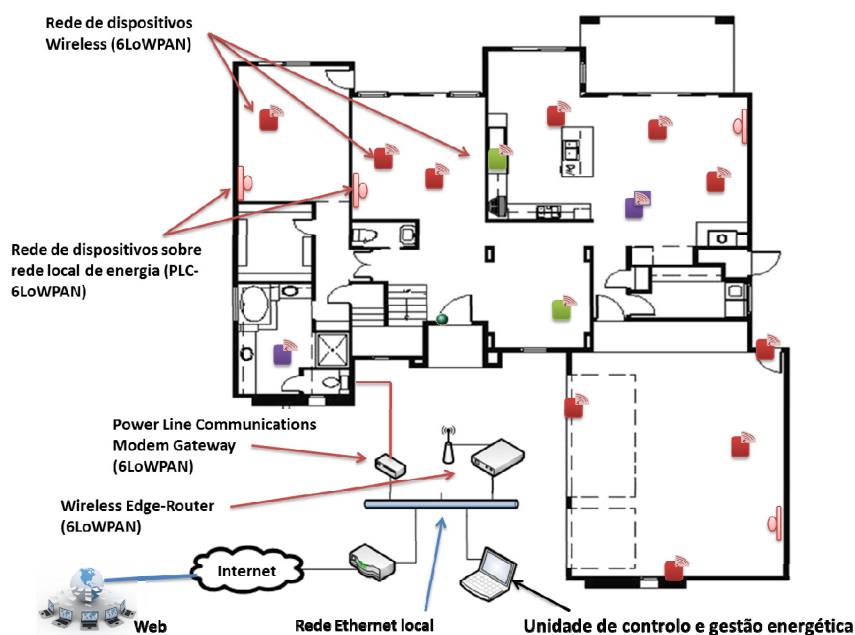 Rede de dispositivos
Wireless (6LoWPAN)
Rede de dispositivos sobre
rede local de energia (PLC-
6LoWPAN)
Power Line Communications
Modem Gateway
(6LoWPAN)
Wireless Edge-Router
(6LoWPAN)
Internet
Web
Rede Ethernet local
Unidade de controlo e gestão energética